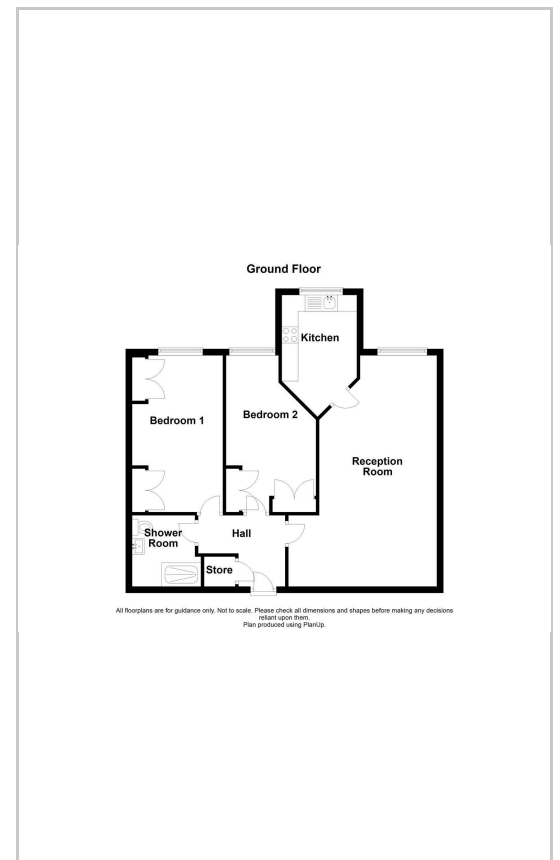 Ground Floor
Kitchen
Bedroom 1
Bedroom 2
Reception
Room
Shower
Room
Hall
Store
All floorplans are for guidance only. Not to scale. Please check all dimensions and shapes before making any decisions
reliant upon them.
Plan produced using PlanUp.